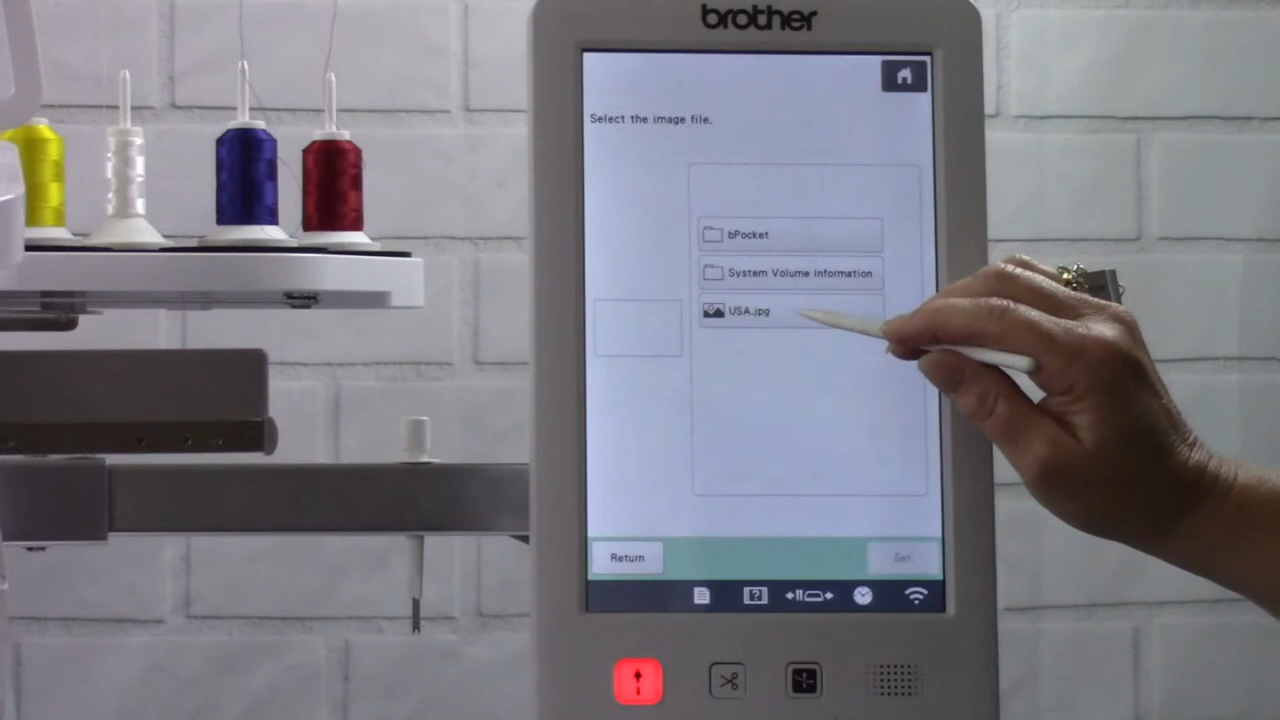 brother
Select the image file.
bPocket
System Volume Information
USA.jpg
Return
Set